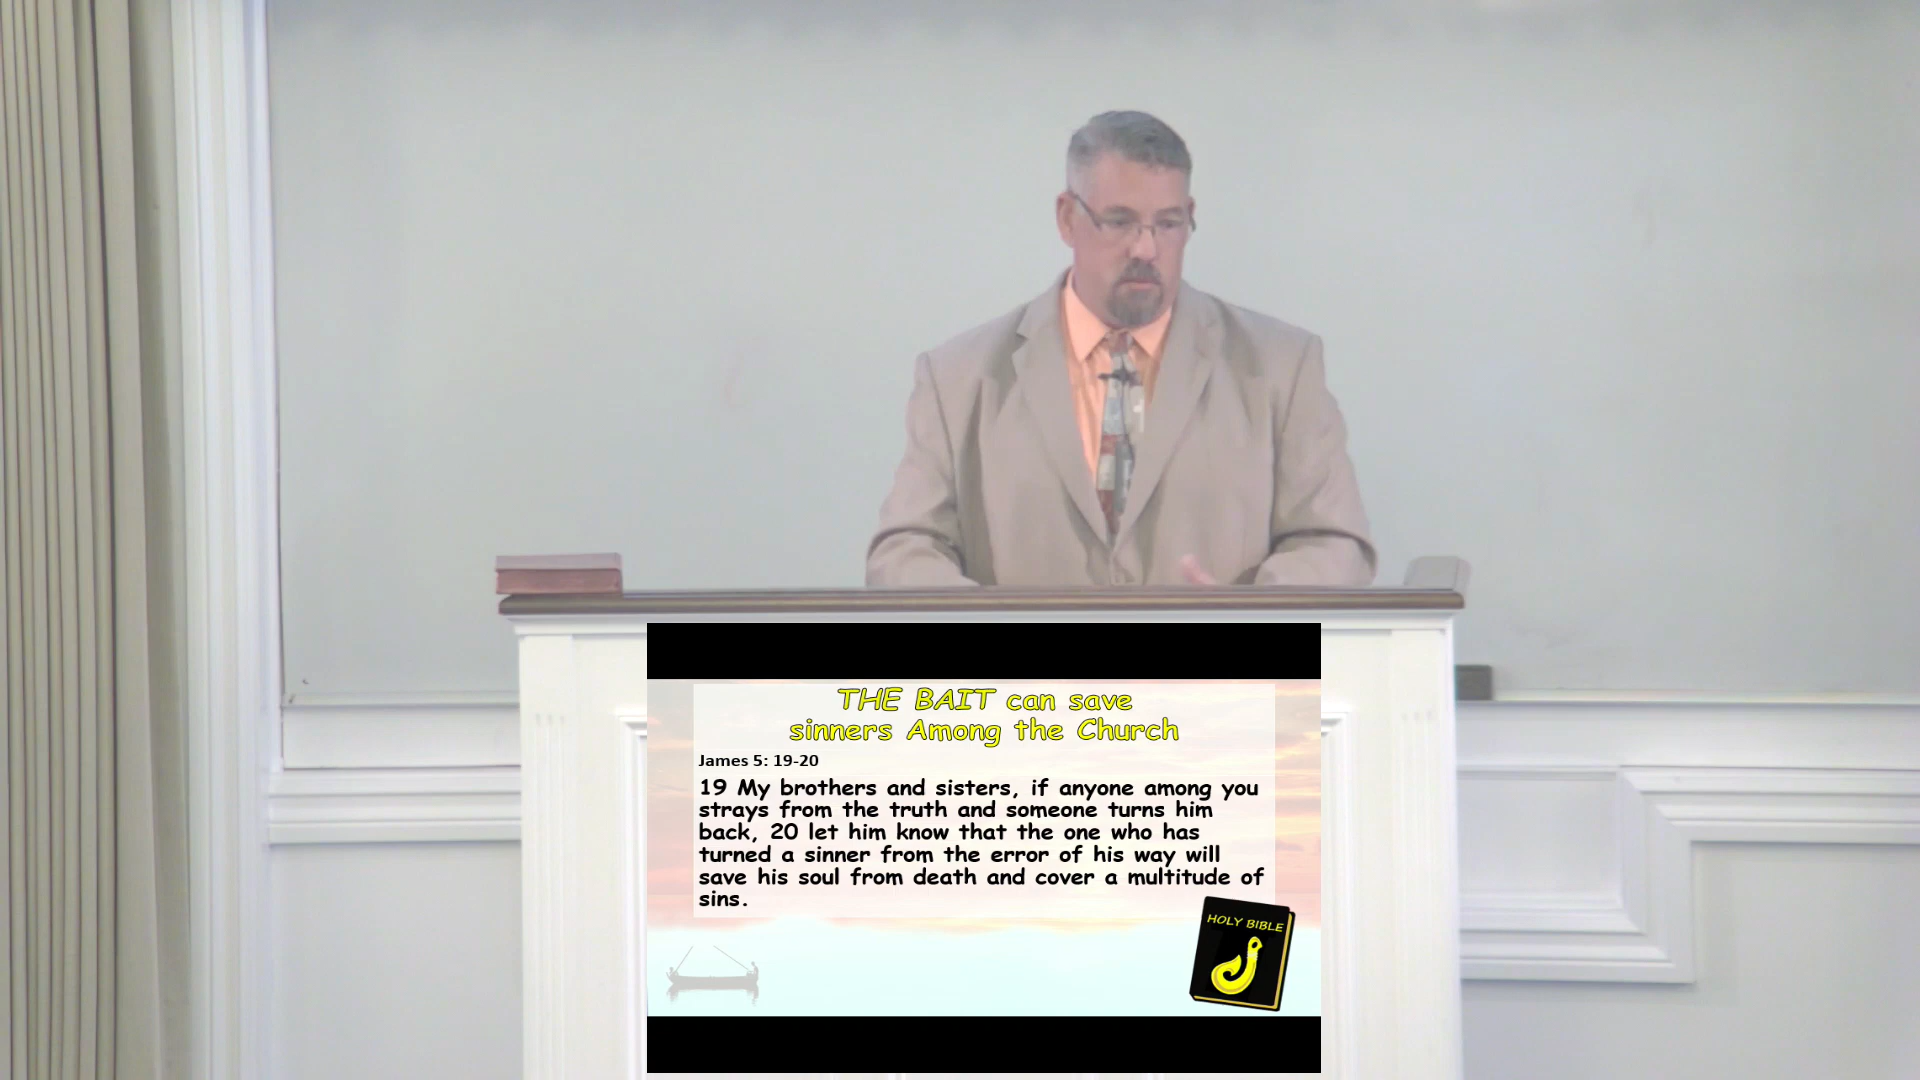 THE BAIT can save
sinners Among the Church
James 5: 19-20
19 My brothers and sisters, if anyone among you
strays from the truth and someone turns him
back, 20 let him know that the one who has
turned a sinner from the error of his way will
save his soul from death and cover a multitude of
sins.
HOLY BIBLE